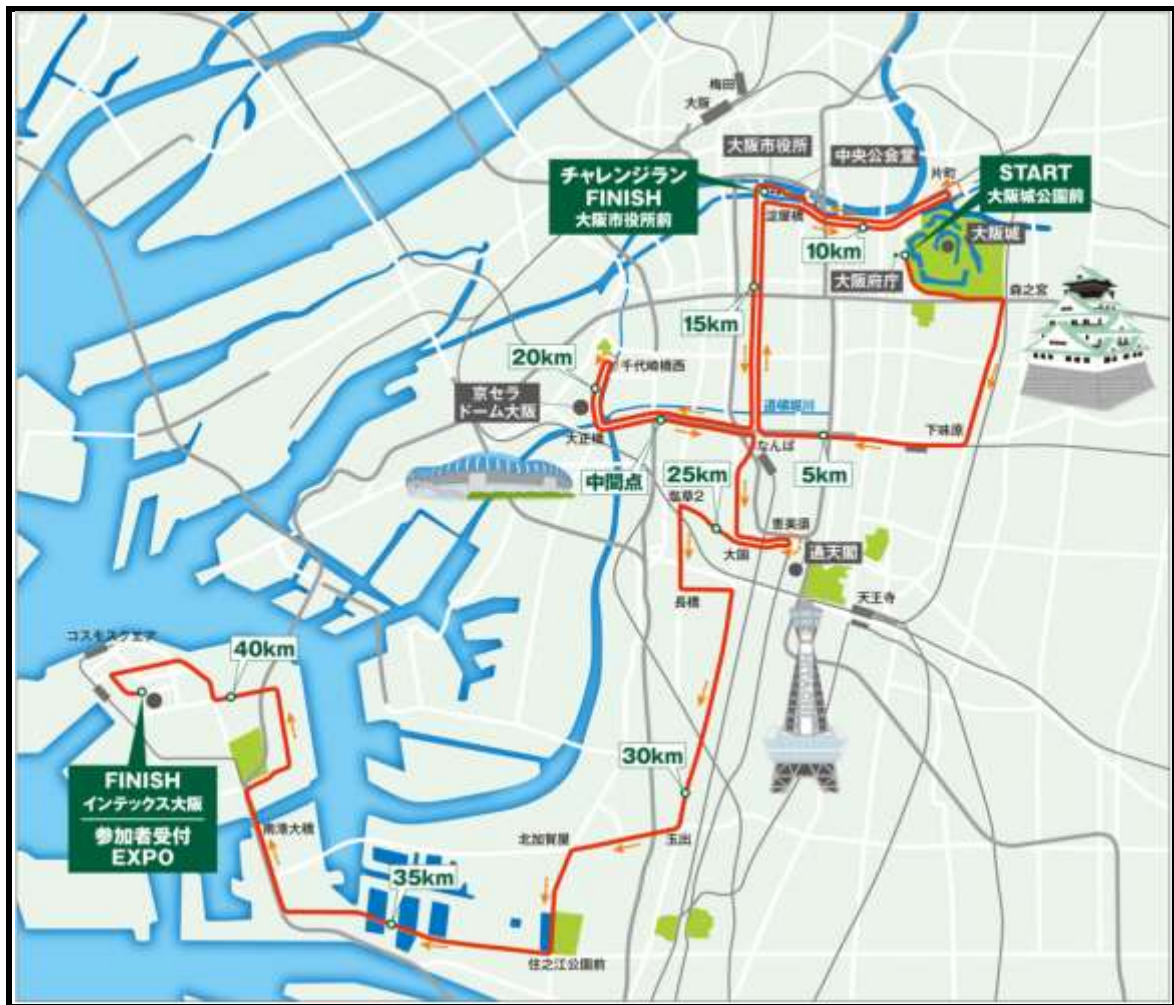 梅田
大阪
大阪市役所
中央公会堂
片町
チャレンジラン
FINISH
大阪市役所前
START
大阪城公園前
淀屋橋
10km
大阪城
大阪府庁
森之宮
15km
20km
千代崎橋西
京セラ
ドーム大阪
道頓堀川
大正橋
下味原
なんば
5km
中間点
25km
塩草2
恵美須
大国
通天閣
長橋
天王寺
コスモスクエア
40km
30km
FINISH
インテックス大阪
参加者受付
EXPO
南港大橋
北加賀屋
玉出
35km
住之江公園前